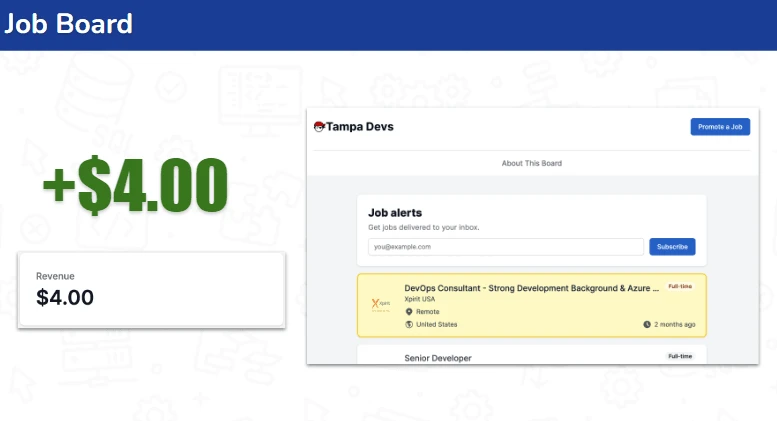 Job Board
+$4.00
Revenue
$4.00
Tampa Devs
Promote a Job
About This Board
Job alerts
Get jobs delivered to your inbox.
you@example.com
Subscribe
DevOps Consultant - Strong Development Background & Azure ...
Full-time
Xpirit
Xpirit USA
Remote
United States
2 months ago
Senior Developer
Full-time